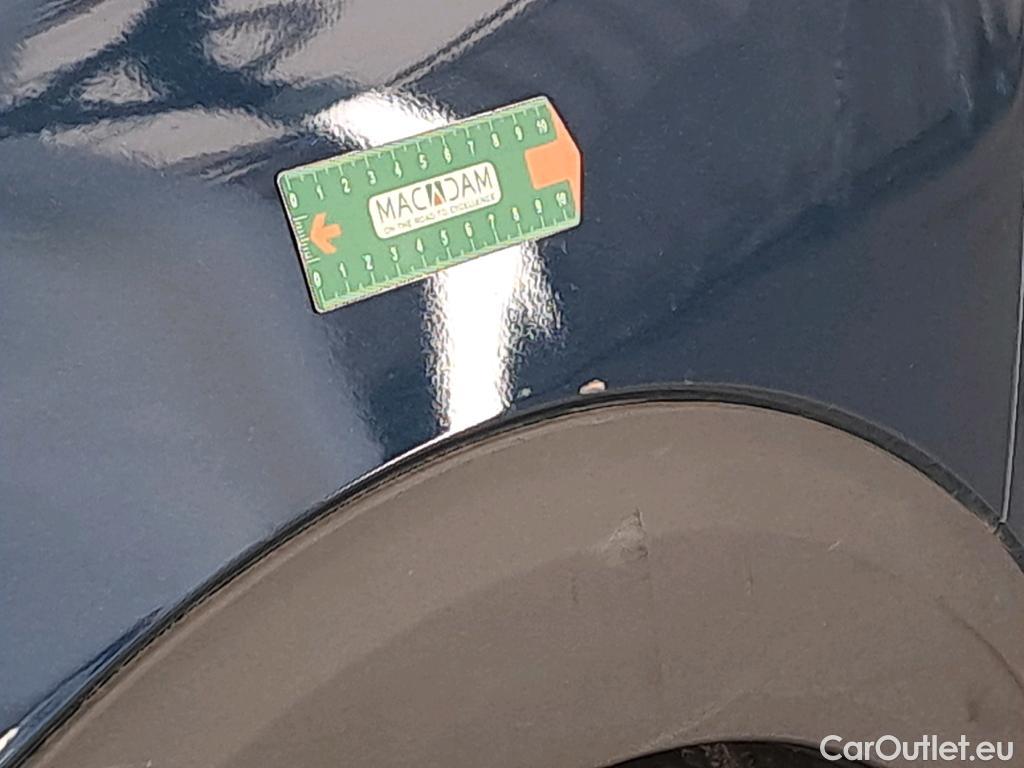 0 1 2 3 4 5 6 7 8 9 10
MACADAM
ON THE ROAD TO EXCELLENCE
0 1 2 3 4 5 6 7 8 9 10
CarOutlet.eu